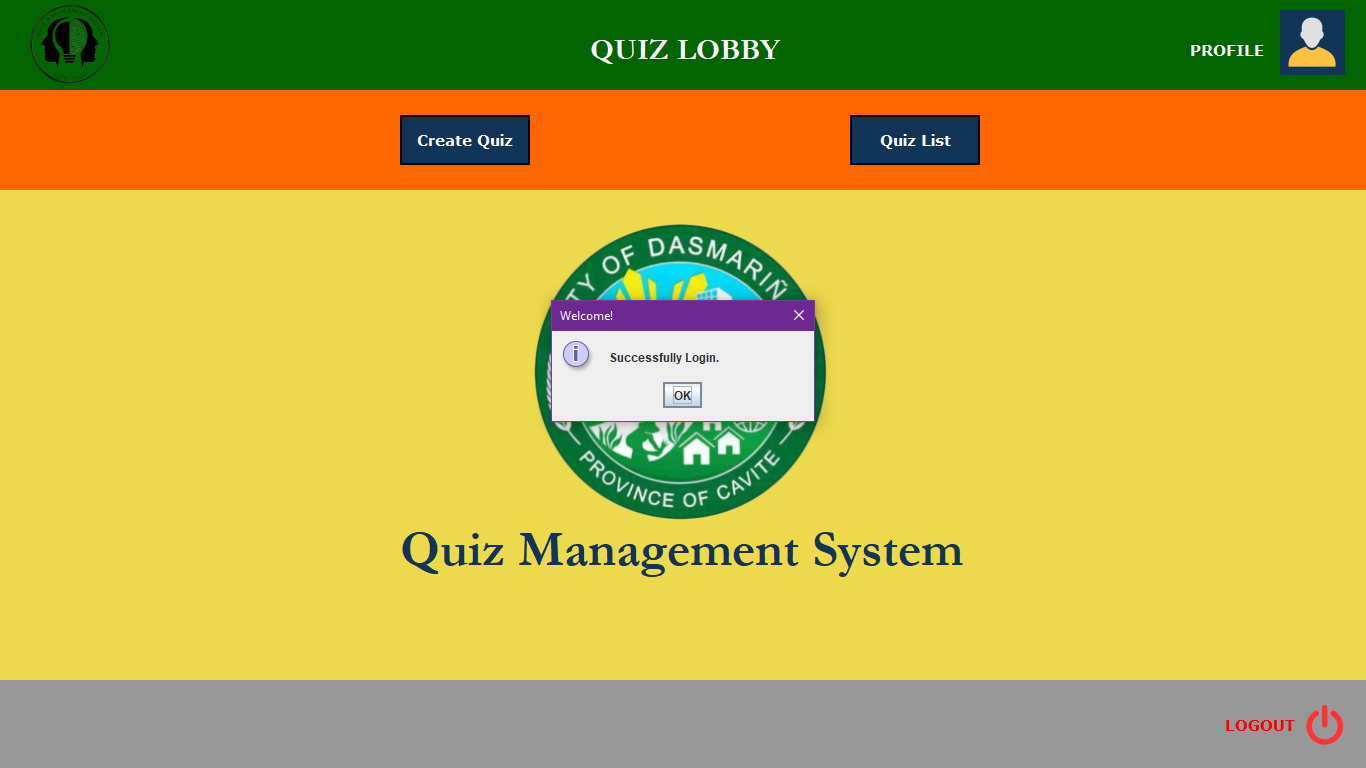 QUIZ LOBBY
PROFILE
Create Quiz
Quiz List
OF DASMARIÑ
Welcome!
Successfully Login.
OK
PROVINCE OF CAVITE
Quiz Management System
LOGOUT